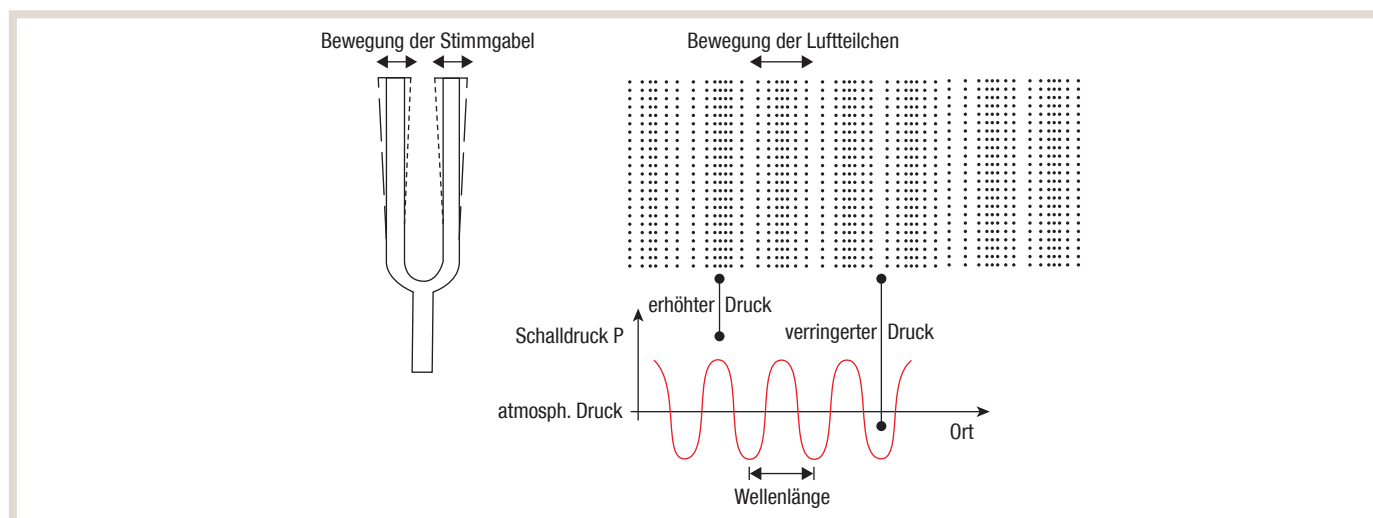 Bewegung der Stimmgabel
Bewegung der Luftteilchen
erhöhter Druck
Schalldruck P
verringerter Druck
atmosph. Druck
Ort
Wellenlänge